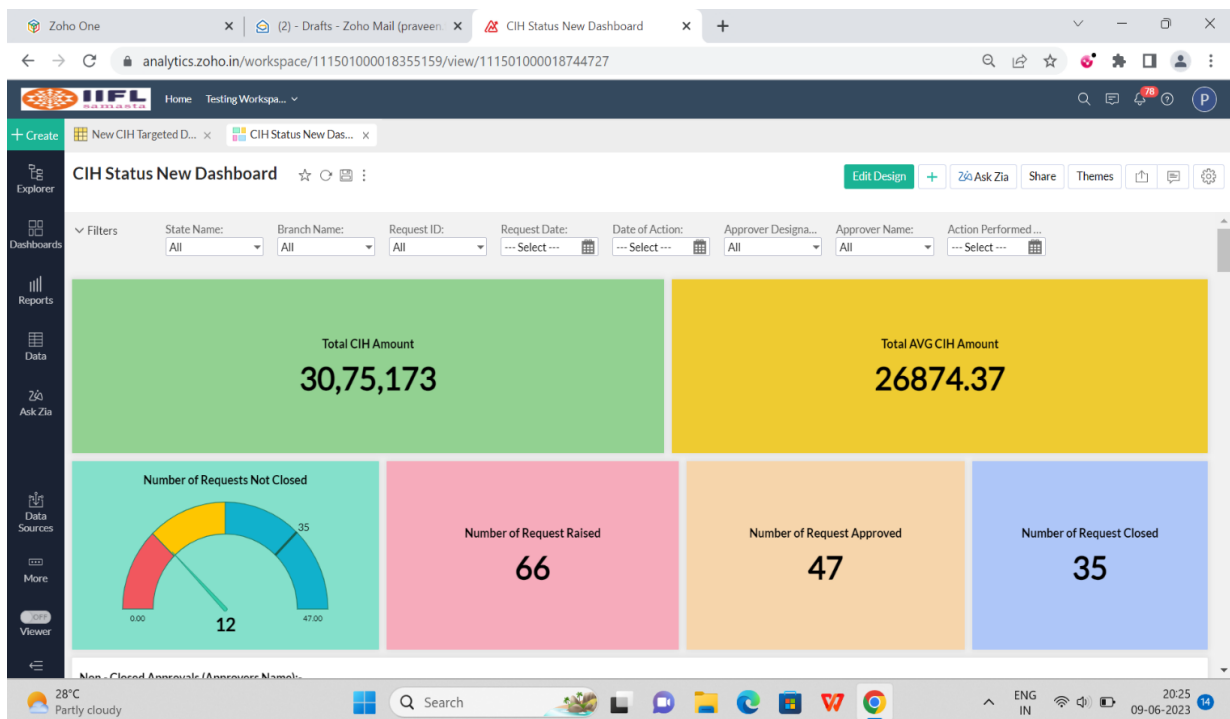 Zoho One
(2) - Drafts - Zoho Mail (praveen.
CIH Status New Dashboard
analytics.zoho.in/workspace/111501000018355159/view/111501000018744727
IIFL
samasta
Home Testing Workspa...
78
P
+ Create
New CIH Targeted D...
CIH Status New Das...
Explorer
Dashboards
Reports
Data
Ask Zia
Data
Sources
More
OFF
Viewer
CIH Status New Dashboard
Edit Design
+
Ask Zia
Share
Themes
Filters
State Name:
All
Branch Name:
All
Request ID:
All
Request Date:
--- Select ---
Date of Action:
--- Select ---
Approver Designa...
All
Approver Name:
All
Action Performed ...
--- Select ---
Total CIH Amount
30,75,173
Total AVG CIH Amount
26874.37
Number of Requests Not Closed
35
0.00
47.00
12
Number of Request Raised
66
Number of Request Approved
47
Number of Request Closed
35
Non - Closed Approvals (Approvers Name):-
28°C
Partly cloudy
Search
ENG
IN
20:25
09-06-2023
14